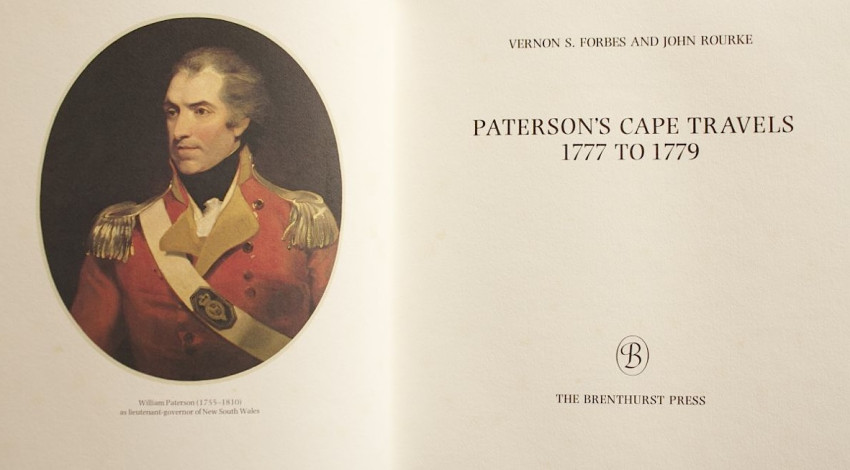 William Paterson (1755–1810)
as lieutenant-governor of New South Wales
VERNON S. FORBES AND JOHN ROURKE
PATERSON'S CAPE TRAVELS
1777 TO 1779
B
THE BRENTHURST PRESS